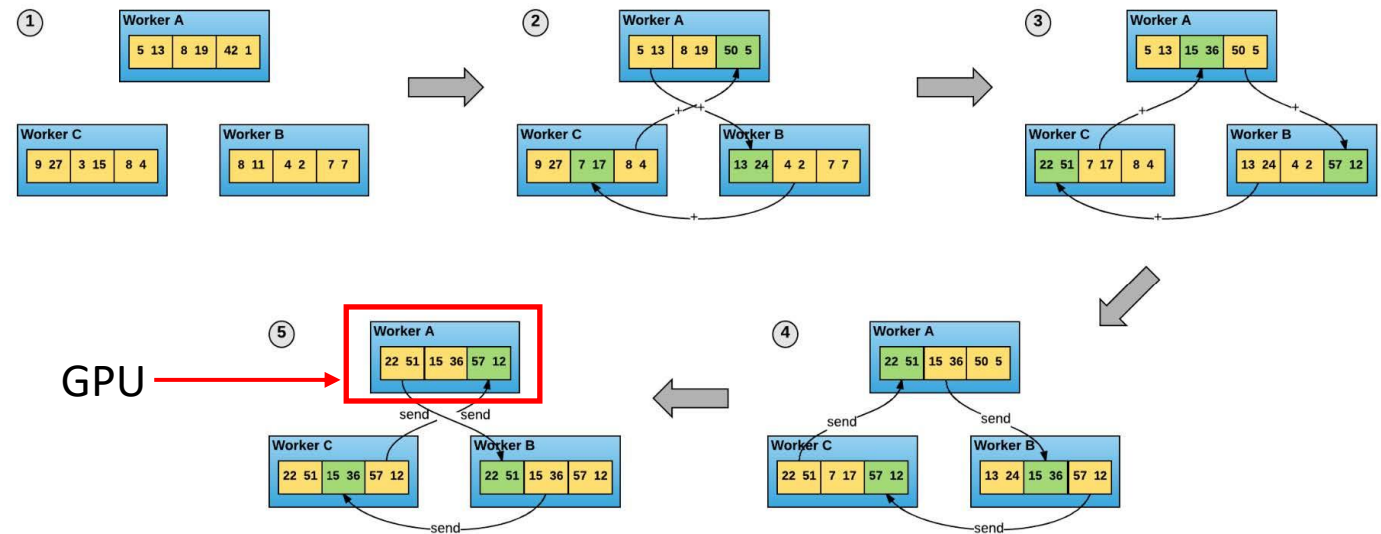 1
Worker A
5 13 8 19 42 1
Worker C
9 27 3 15 8 4
Worker B
8 11 4 2 7 7
2
Worker A
5 13 8 19 50 5
+ +
Worker C
9 27 7 17 8 4
Worker B
13 24 4 2 7 7
+
3
Worker A
5 13 15 36 50 5
+ +
Worker C
22 51 7 17 8 4
Worker B
13 24 4 2 57 12
+
4
Worker A
22 51 15 36 50 5
send send
Worker C
22 51 7 17 57 12
Worker B
13 24 15 36 57 12
send
5
Worker A
22 51 15 36 57 12
GPU
send send
Worker C
22 51 15 36 57 12
Worker B
22 51 15 36 57 12
send